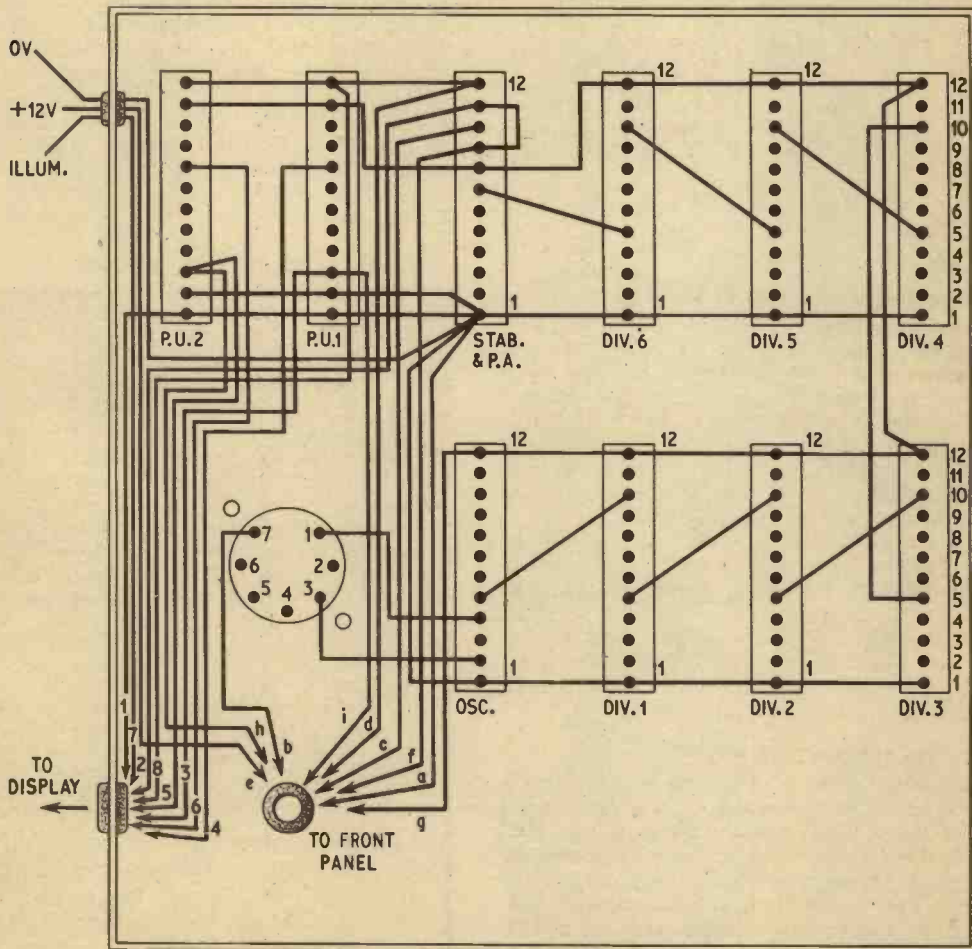 0V
+12V
ILLUM.
12
12
12
12
11
10
9
8
7
6
5
4
3
2
1
1
1
1
P.U.2
P.U.1
STAB.
& P.A.
DIV. 6
DIV. 5
DIV. 4
12
12
12
12
11
10
9
8
7
6
5
4
3
2
1
1
1
1
7
1
6
2
5
4
3
OSC.
DIV. 1
DIV. 2
DIV. 3
1
7
2
8
5
3
6
4
h
b
e
i
d
c
f
a
g
TO
DISPLAY
TO FRONT
PANEL